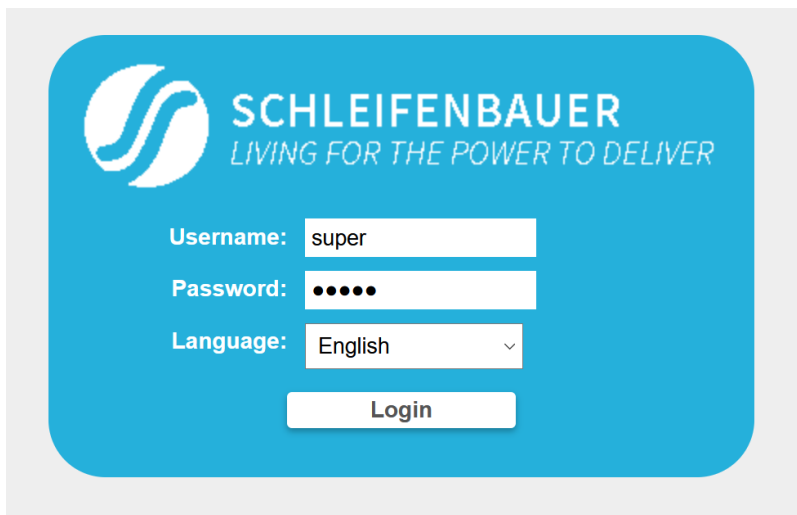 SCHLEIFENBAUER
LIVING FOR THE POWER TO DELIVER
Username: super
Password: •••••
Language: English
Login